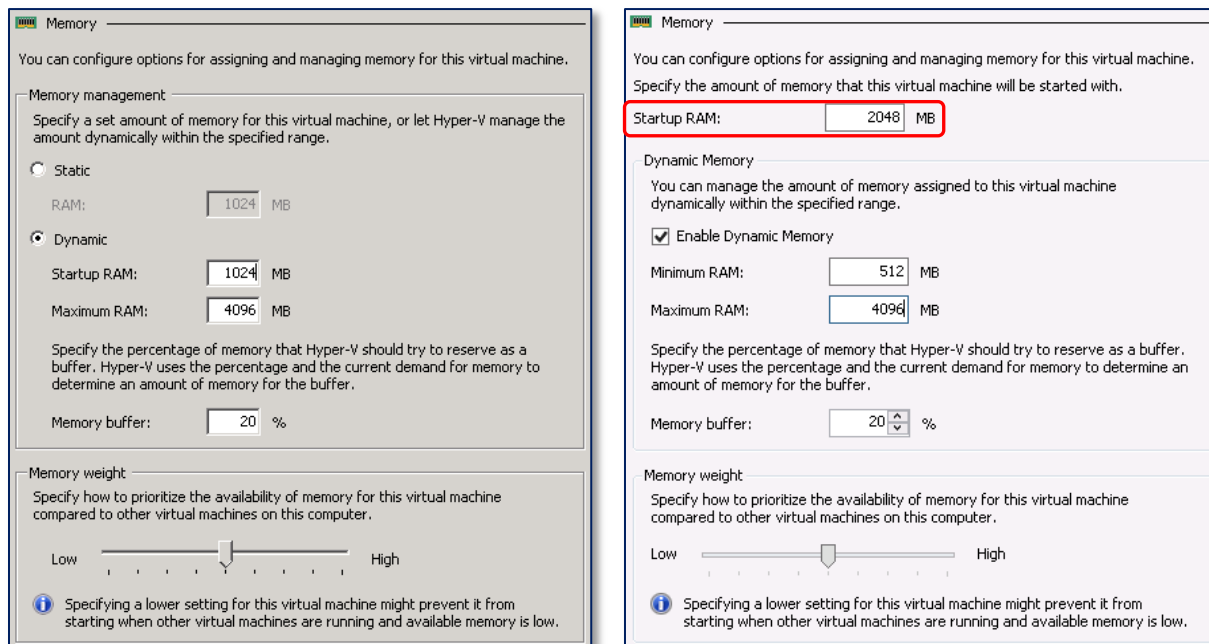 Memory
You can configure options for assigning and managing memory for this virtual machine.
Memory management
Specify a set amount of memory for this virtual machine, or let Hyper-V manage the
amount dynamically within the specified range.
Static
RAM: 1024 MB
Dynamic
Startup RAM: 1024 MB
Maximum RAM: 4096 MB
Specify the percentage of memory that Hyper-V should try to reserve as a
buffer. Hyper-V uses the percentage and the current demand for memory to
determine an amount of memory for the buffer.
Memory buffer: 20 %
Memory weight
Specify how to prioritize the availability of memory for this virtual machine
compared to other virtual machines on this computer.
Low High
Specifying a lower setting for this virtual machine might prevent it from
starting when other virtual machines are running and available memory is low.
Memory
You can configure options for assigning and managing memory for this virtual machine.
Specify the amount of memory that this virtual machine will be started with.
Startup RAM: 2048 MB
Dynamic Memory
You can manage the amount of memory assigned to this virtual machine
dynamically within the specified range.
Enable Dynamic Memory
Minimum RAM: 512 MB
Maximum RAM: 4096 MB
Specify the percentage of memory that Hyper-V should try to reserve as a buffer.
Hyper-V uses the percentage and the current demand for memory to determine an
amount of memory for the buffer.
Memory buffer: 20 %
Memory weight
Specify how to prioritize the availability of memory for this virtual machine
compared to other virtual machines on this computer.
Low High
Specifying a lower setting for this virtual machine might prevent it from
starting when other virtual machines are running and available memory is low.